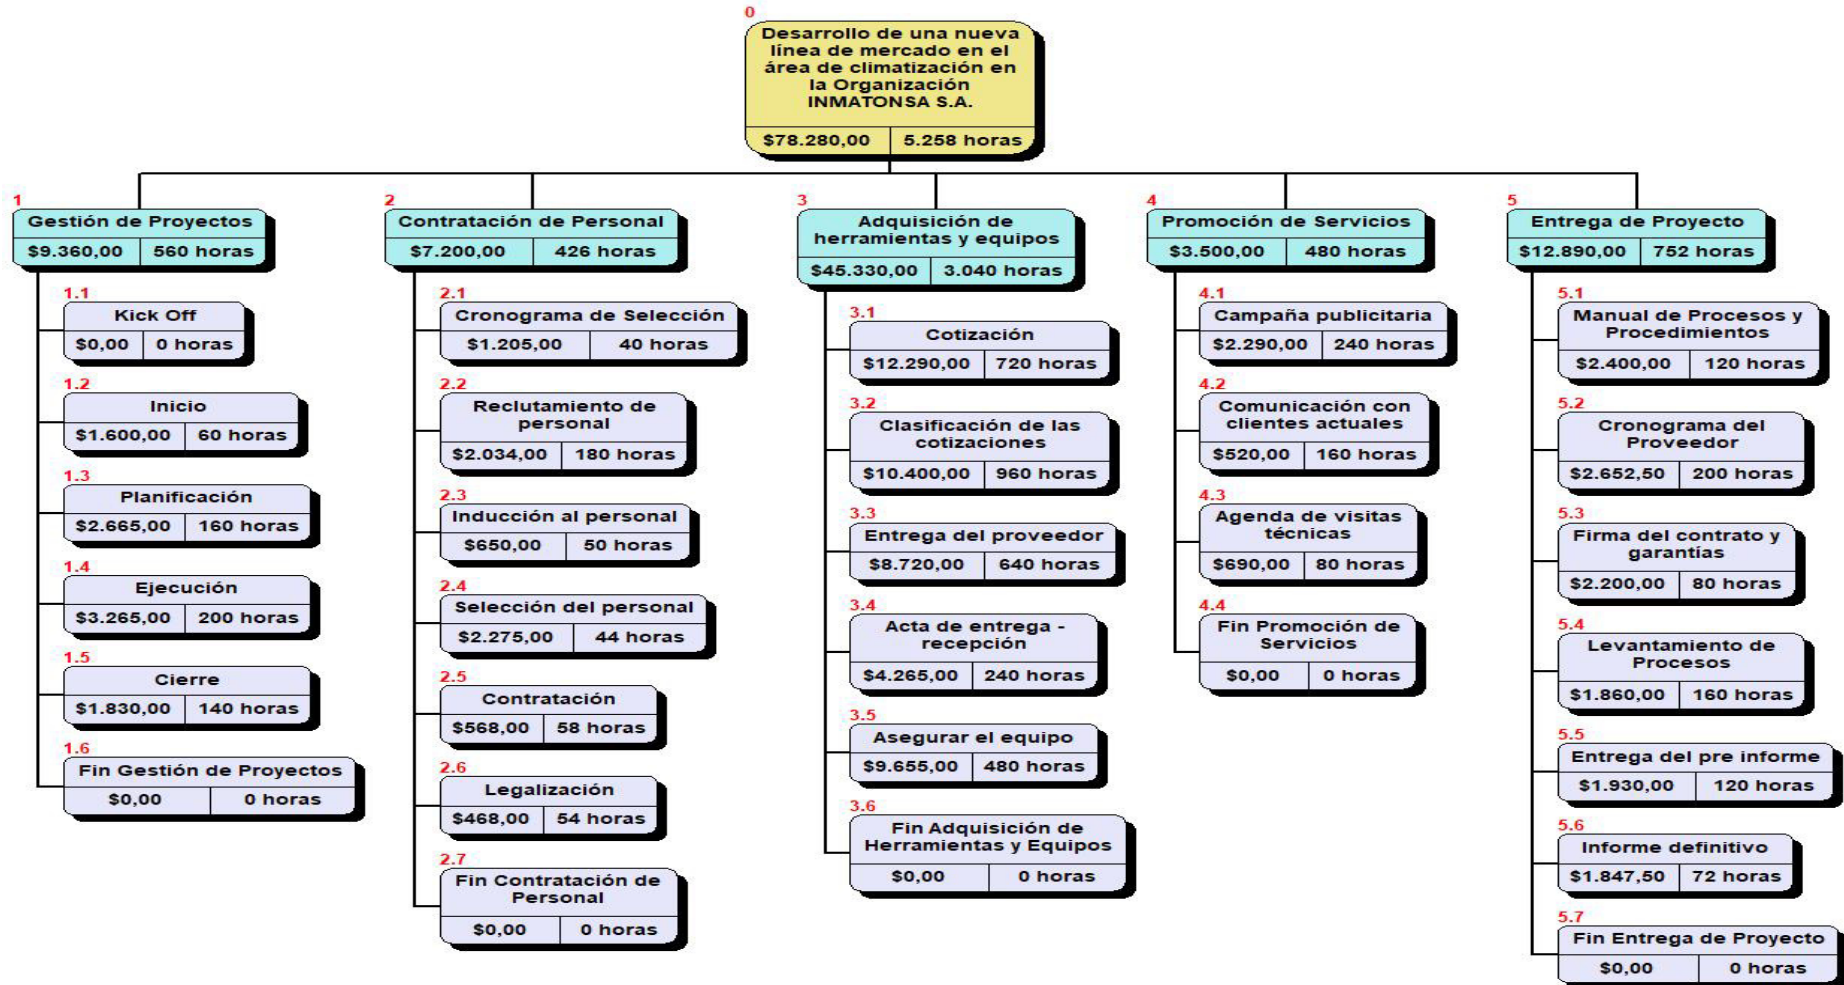 0
Desarrollo de una nueva
línea de mercado en el
área de climatización en
la Organización
INMATONSA S.A.
$78.280,00 5.258 horas
1
Gestión de Proyectos
$9.360,00 560 horas
1.1
Kick Off
$0,00 0 horas
1.2
Inicio
$1.600,00 60 horas
1.3
Planificación
$2.665,00 160 horas
1.4
Ejecución
$3.265,00 200 horas
1.5
Cierre
$1.830,00 140 horas
1.6
Fin Gestión de Proyectos
$0,00 0 horas
2
Contratación de Personal
$7.200,00 426 horas
2.1
Cronograma de Selección
$1.205,00 40 horas
2.2
Reclutamiento de
personal
$2.034,00 180 horas
2.3
Inducción al personal
$650,00 50 horas
2.4
Selección del personal
$2.275,00 44 horas
2.5
Contratación
$568,00 58 horas
2.6
Legalización
$468,00 54 horas
2.7
Fin Contratación de
Personal
$0,00 0 horas
3
Adquisición de
herramientas y equipos
$45.330,00 3.040 horas
3.1
Cotización
$12.290,00 720 horas
3.2
Clasificación de las
cotizaciones
$10.400,00 960 horas
3.3
Entrega del proveedor
$8.720,00 640 horas
3.4
Acta de entrega -
recepción
$4.265,00 240 horas
3.5
Asegurar el equipo
$9.655,00 480 horas
3.6
Fin Adquisición de
Herramientas y Equipos
$0,00 0 horas
4
Promoción de Servicios
$3.500,00 480 horas
4.1
Campaña publicitaria
$2.290,00 240 horas
4.2
Comunicación con
clientes actuales
$520,00 160 horas
4.3
Agenda de visitas
técnicas
$690,00 80 horas
4.4
Fin Promoción de
Servicios
$0,00 0 horas
5
Entrega de Proyecto
$12.890,00 752 horas
5.1
Manual de Procesos y
Procedimientos
$2.400,00 120 horas
5.2
Cronograma del
Proveedor
$2.652,50 200 horas
5.3
Firma del contrato y
garantías
$2.200,00 80 horas
5.4
Levantamiento de
Procesos
$1.860,00 160 horas
5.5
Entrega del pre informe
$1.930,00 120 horas
5.6
Informe definitivo
$1.847,50 72 horas
5.7
Fin Entrega de Proyecto
$0,00 0 horas